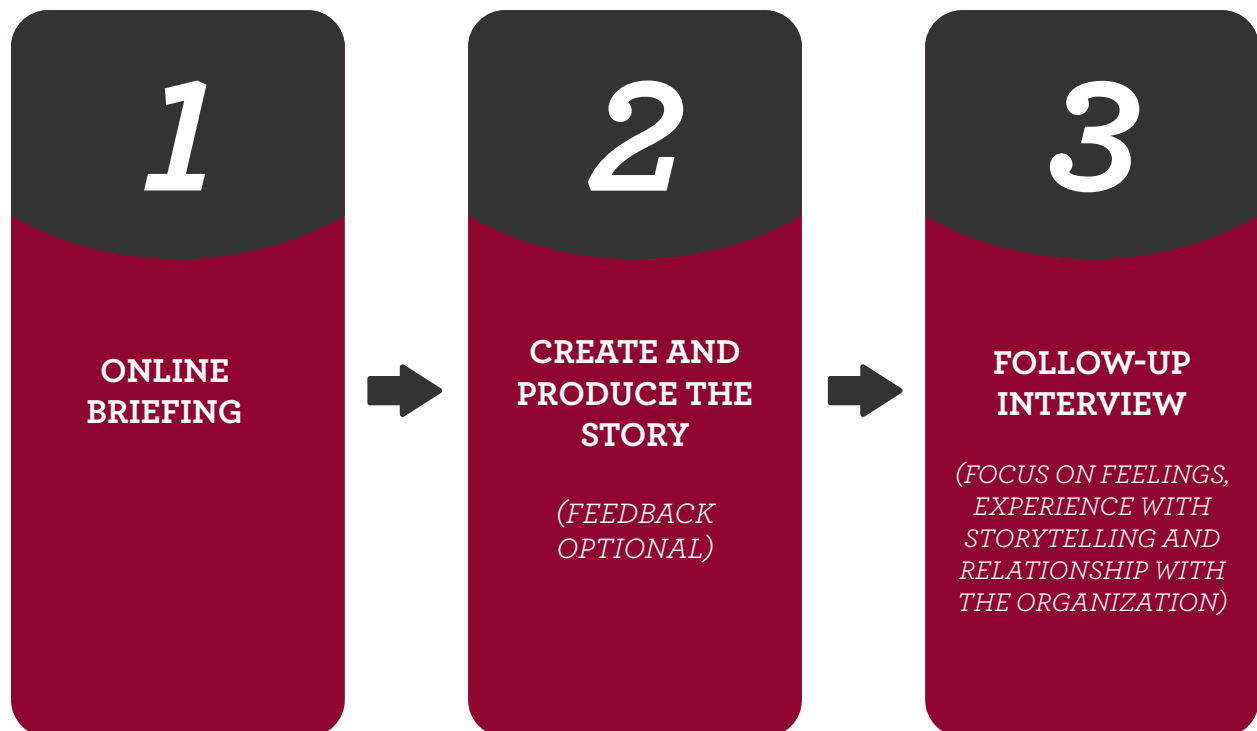 1
ONLINE
BRIEFING
2
CREATE AND
PRODUCE THE
STORY
(FEEDBACK
OPTIONAL)
3
FOLLOW-UP
INTERVIEW
(FOCUS ON FEELINGS,
EXPERIENCE WITH
STORYTELLING AND
RELATIONSHIP WITH
THE ORGANIZATION)